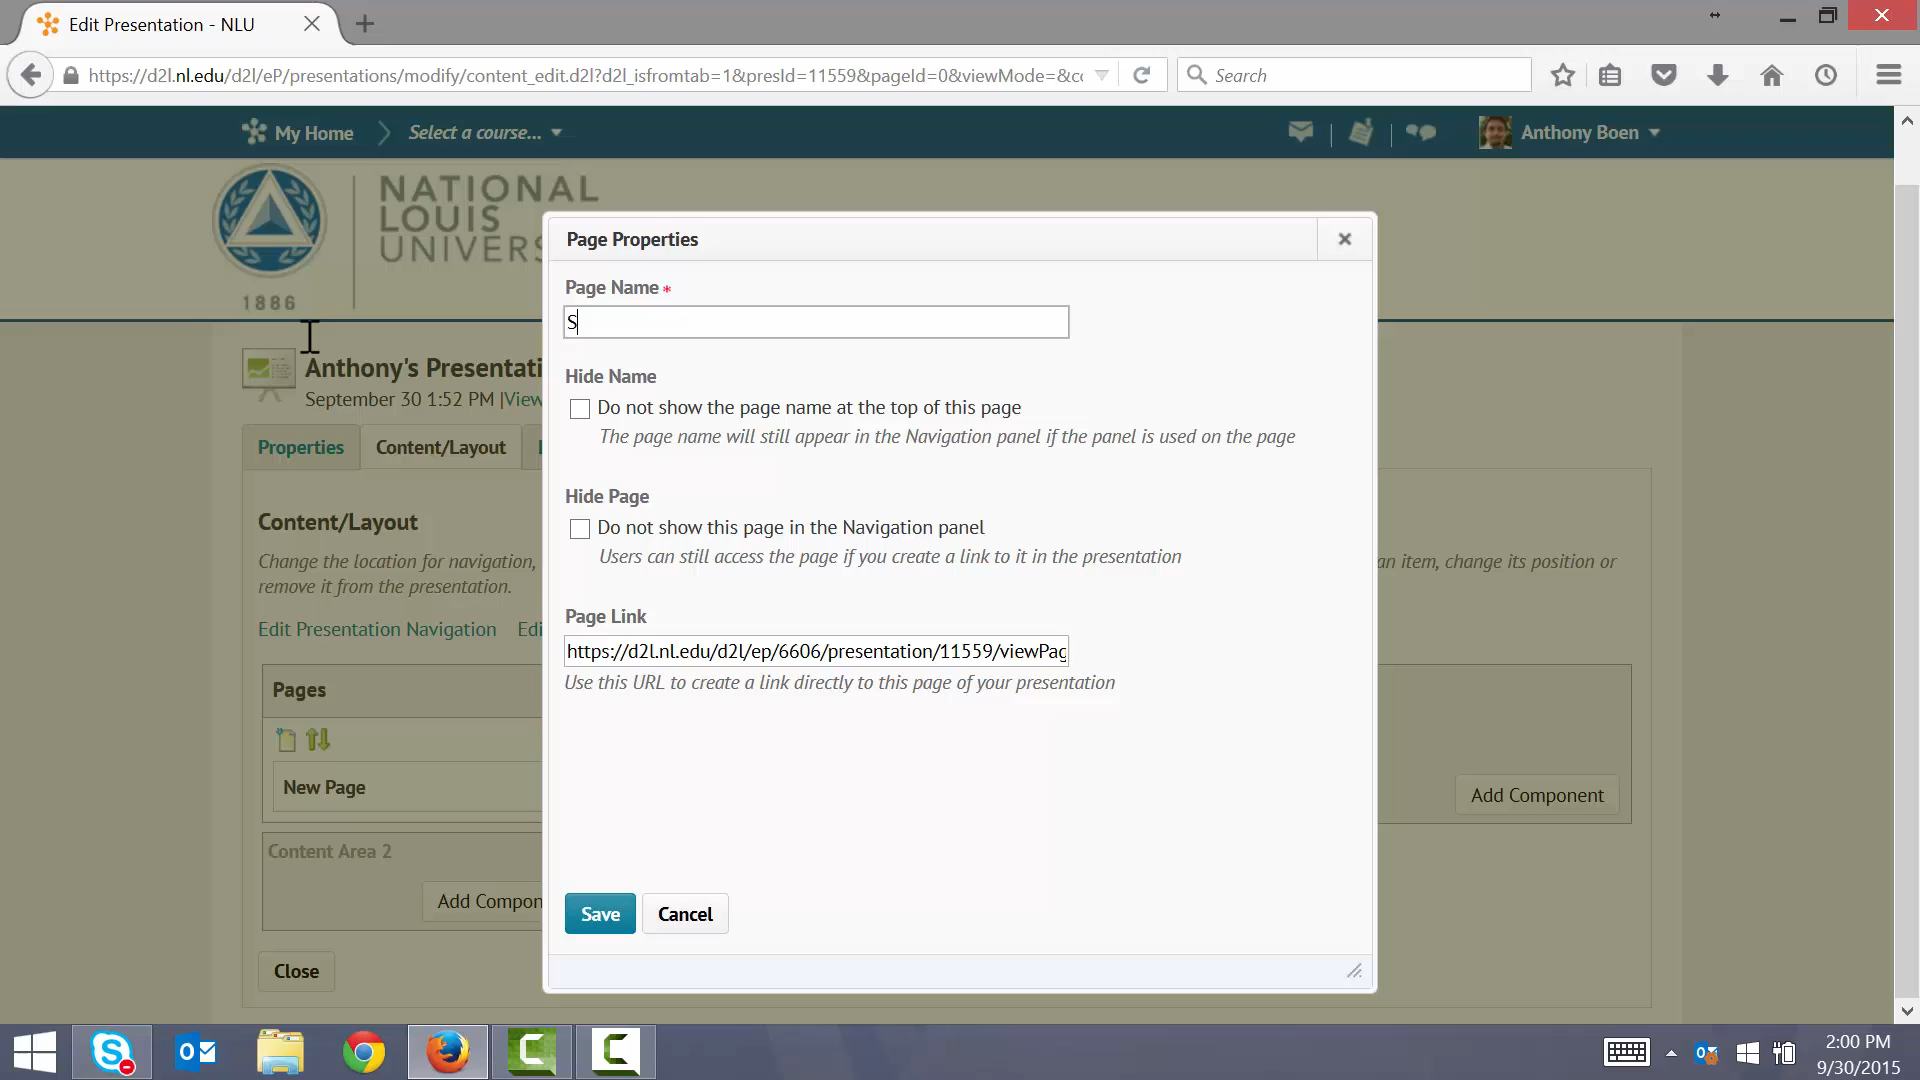 Edit Presentation - NLU
https://d2l.nl.edu/d2l/eP/presentations/modify/content_edit.d2l?d2l_isfromtab=1&presId=11559&pageId=0&viewMode=&cc
Search
My Home
Select a course...
Anthony Boen
NATIONAL
LOUIS
UNIVERS
1886
Page Properties
Page Name *
S
Hide Name
Do not show the page name at the top of this page
The page name will still appear in the Navigation panel if the panel is used on the page
Hide Page
Do not show this page in the Navigation panel
Users can still access the page if you create a link to it in the presentation
Page Link
https://d2l.nl.edu/d2l/ep/6606/presentation/11559/viewPag
Use this URL to create a link directly to this page of your presentation
Save
Cancel
Anthony's Presentati
September 30 1:52 PM |View
Properties
Content/Layout
Content/Layout
Change the location for navigation,
an item, change its position or
remove it from the presentation.
Edit Presentation Navigation
Edi
Pages
New Page
Add Component
Content Area 2
Add Compon
Close
2:00 PM
9/30/2015